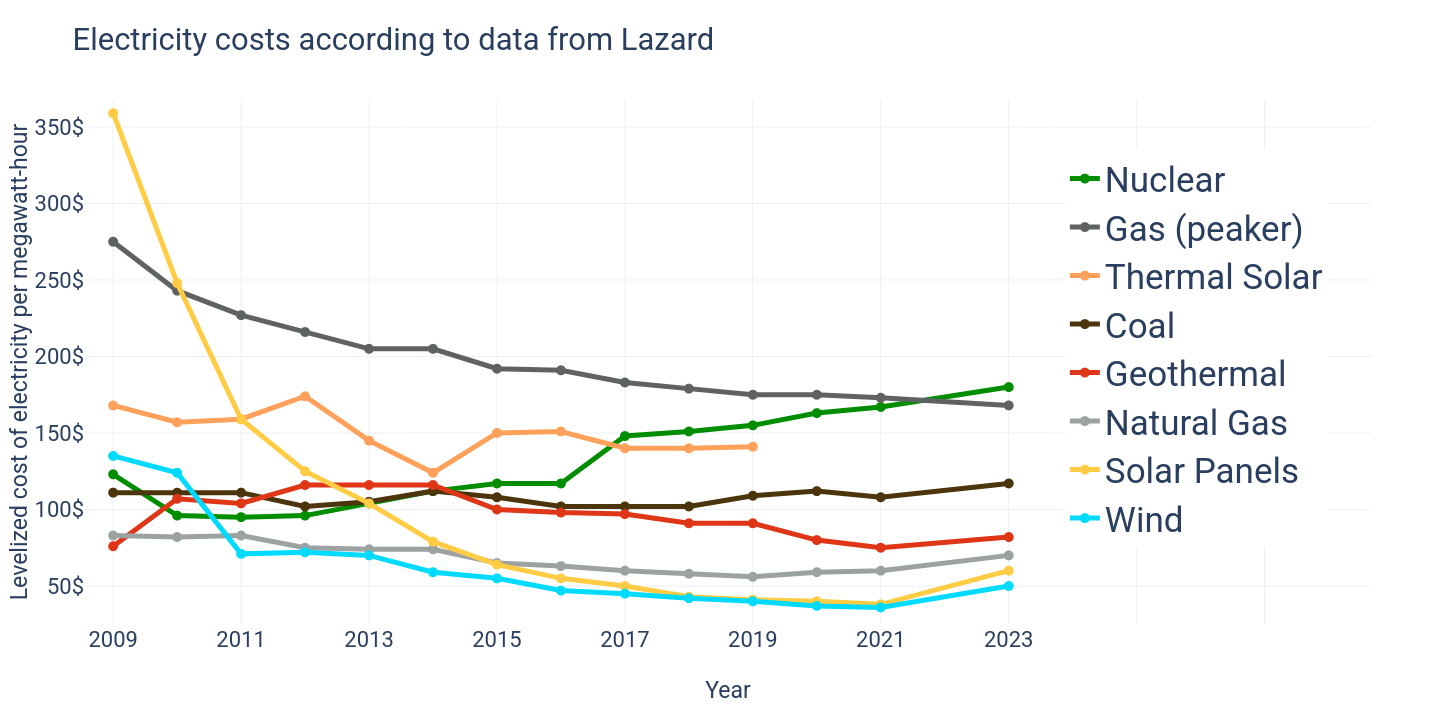 Electricity costs according to data from Lazard
Levelized cost of electricity per megawatt-hour
350$
300$
250$
200$
150$
100$
50$
2009 2011 2013 2015 2017 2019 2021 2023
Year
Nuclear
Gas (peaker)
Thermal Solar
Coal
Geothermal
Natural Gas
Solar Panels
Wind